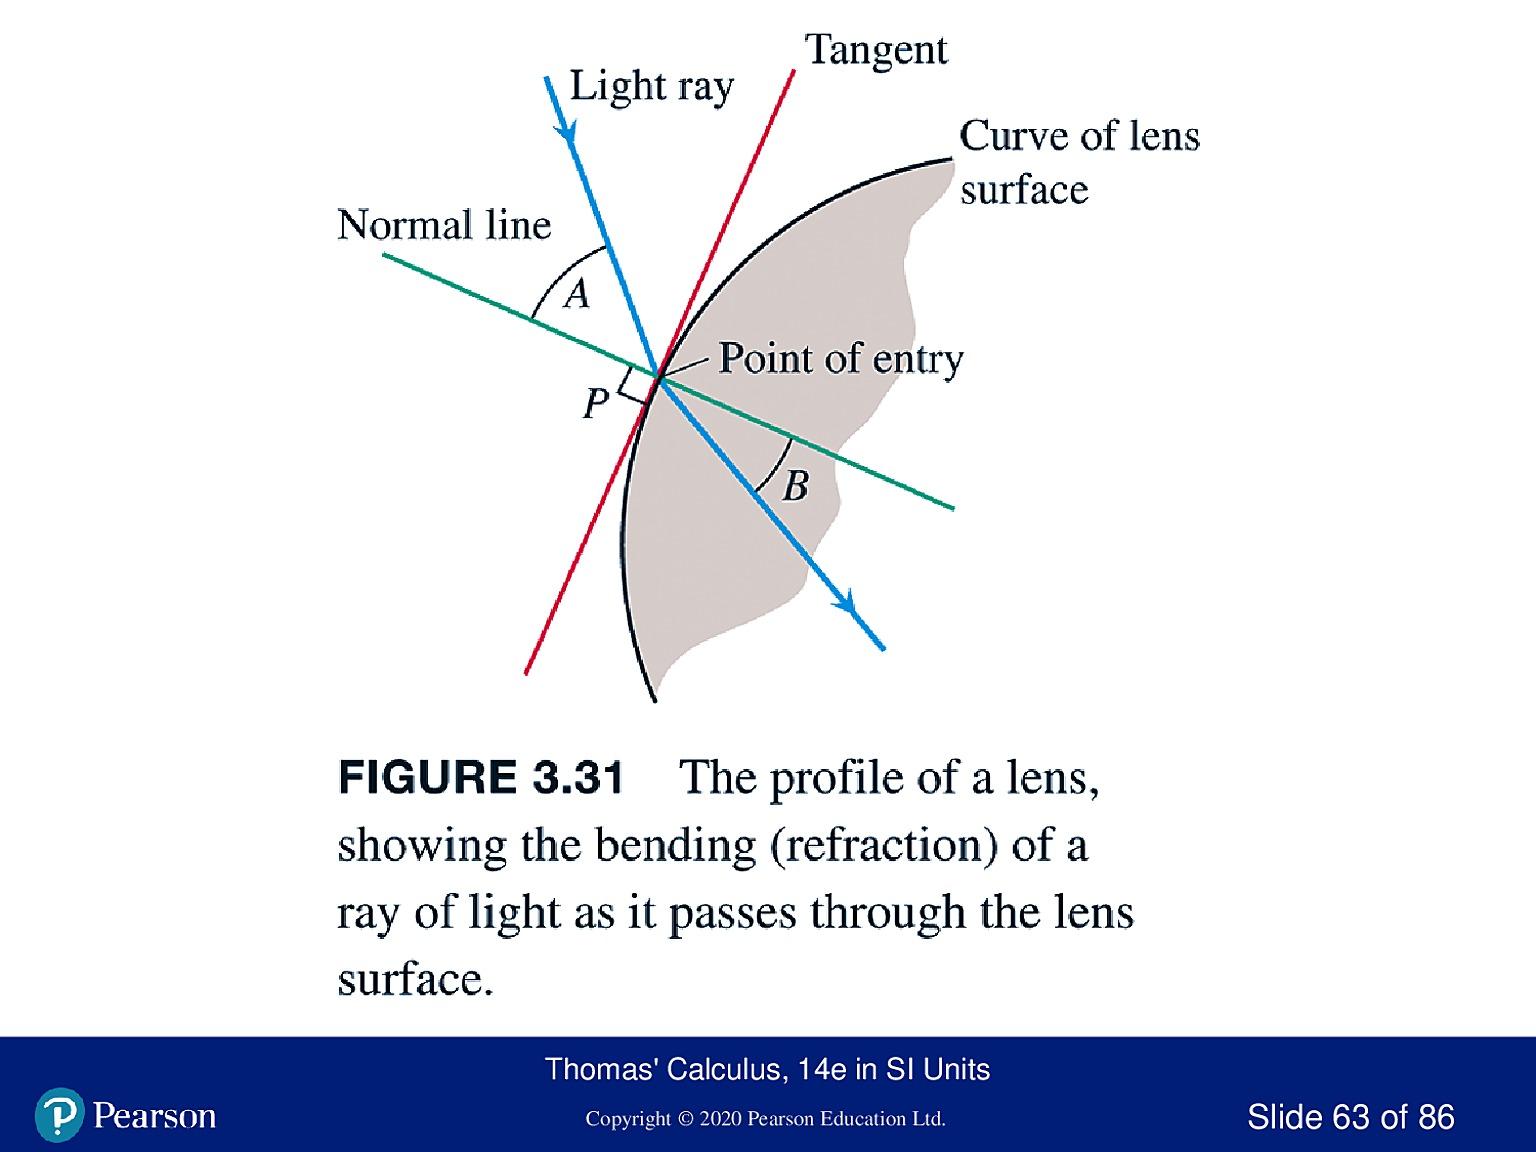 Tangent
Light ray
Curve of lens
surface
Normal line
A
Point of entry
P
B
FIGURE 3.31 The profile of a lens,
showing the bending (refraction) of a
ray of light as it passes through the lens
surface.
Thomas' Calculus, 14e in SI Units
Pearson
Copyright © 2020 Pearson Education Ltd.
Slide 63 of 86